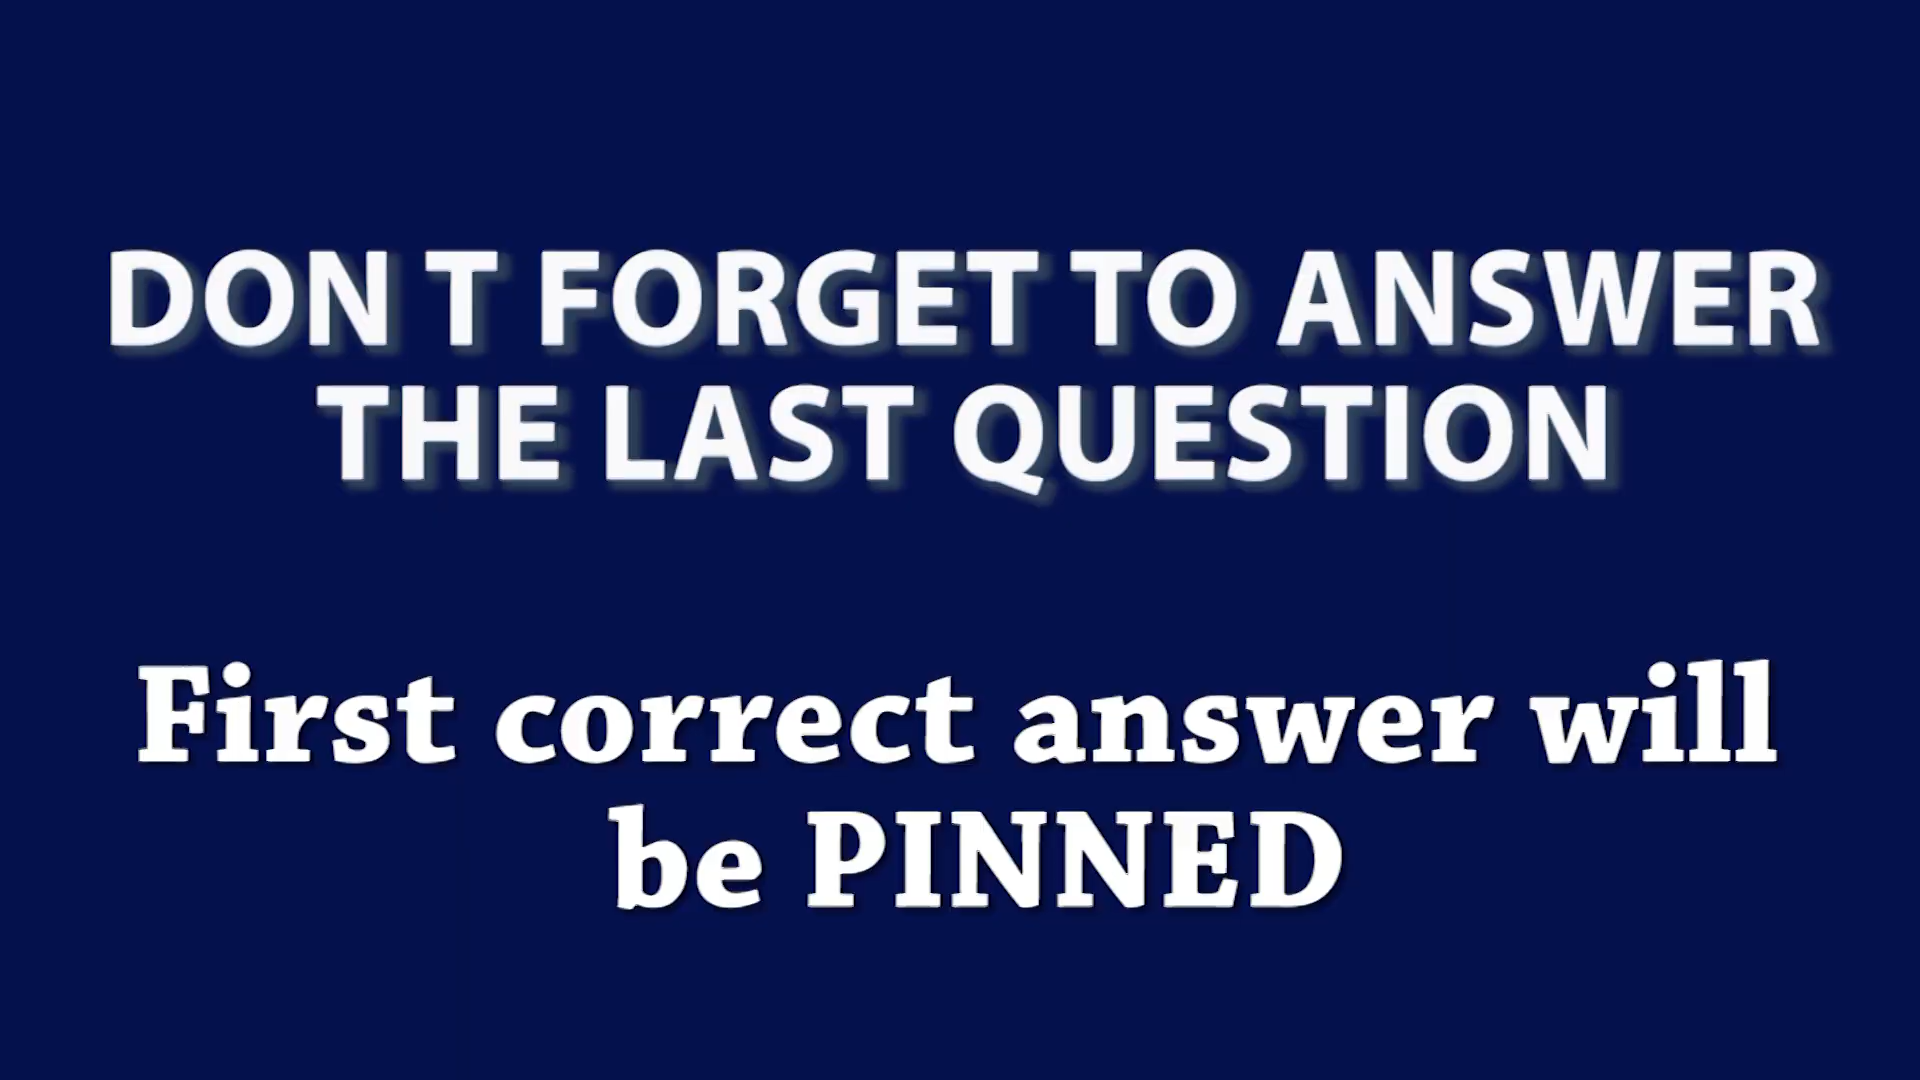 DON T FORGET TO ANSWER
THE LAST QUESTION
First correct answer will
be PINNED